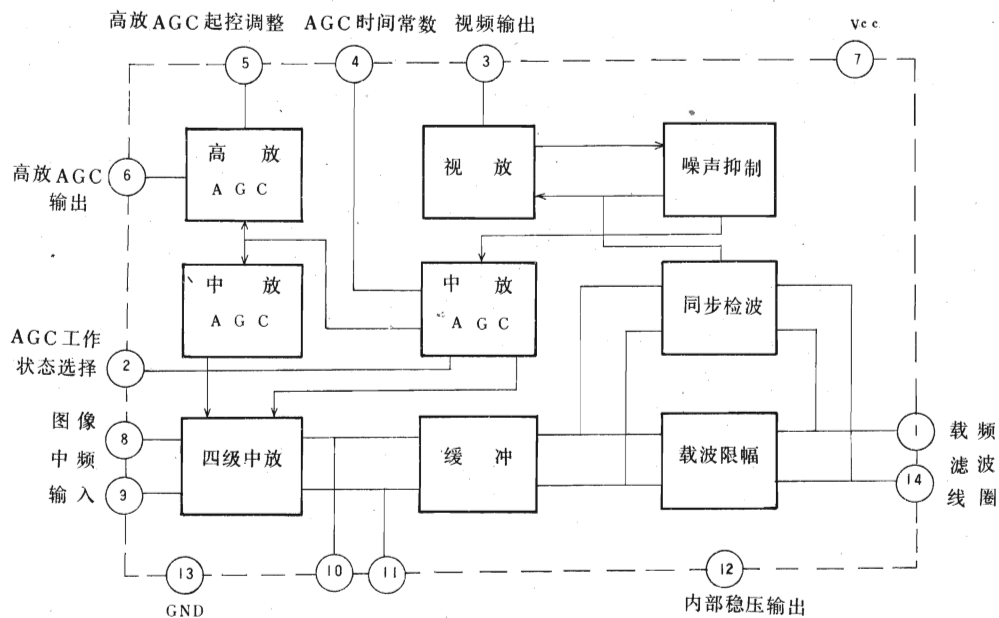 高放AGC起控调整 AGC时间常数 视频输出 Vcc
5 4 3 7
高放 AGC
视放
噪声抑制
高放AGC输出
6
中放 AGC
中放 AGC
同步检波
AGC工作状态选择
2
图像
中频
输入
8
9
四级中放
缓冲
载波限幅
1
14
载频
滤波
线圈
13
10
11
12
GND
内部稳压输出